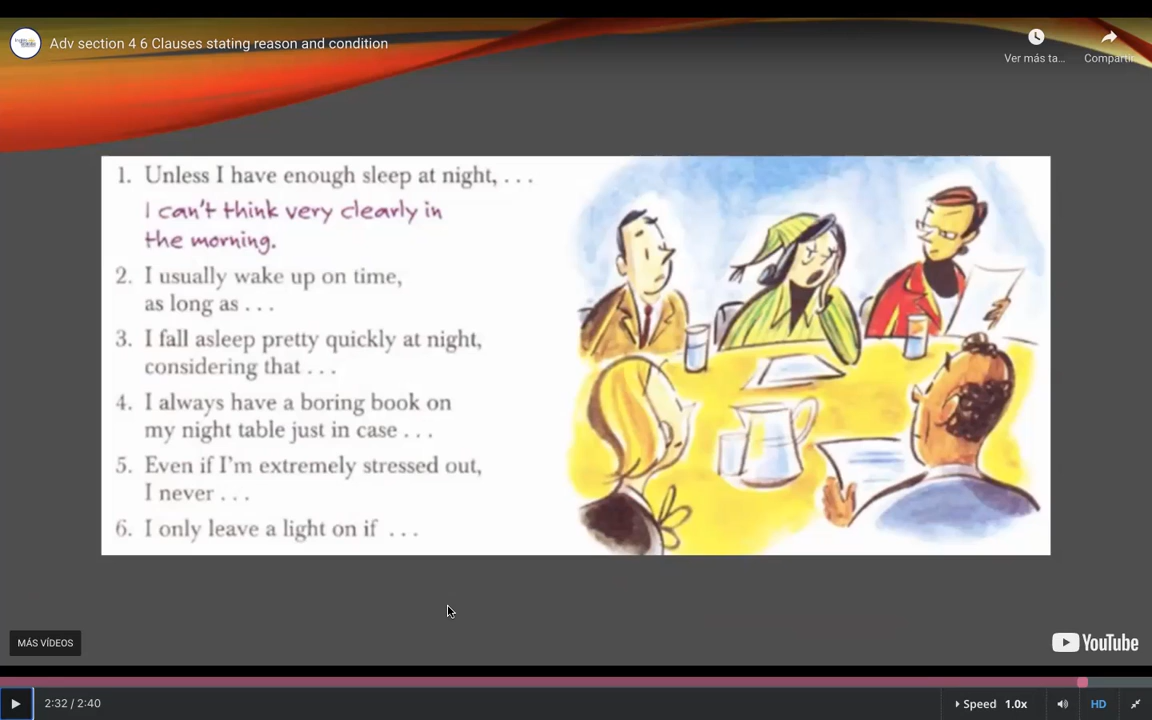 Adv section 4 6 Clauses stating reason and condition
Ver más ta...
Compartir
1. Unless I have enough sleep at night, . . .
I can't think very clearly in
the morning.
2. I usually wake up on time,
as long as . . .
3. I fall asleep pretty quickly at night,
considering that . . .
4. I always have a boring book on
my night table just in case . . .
5. Even if I'm extremely stressed out,
I never . . .
6. I only leave a light on if . . .
MÁS VÍDEOS
YouTube
2:32 / 2:40
Speed 1.0x
HD